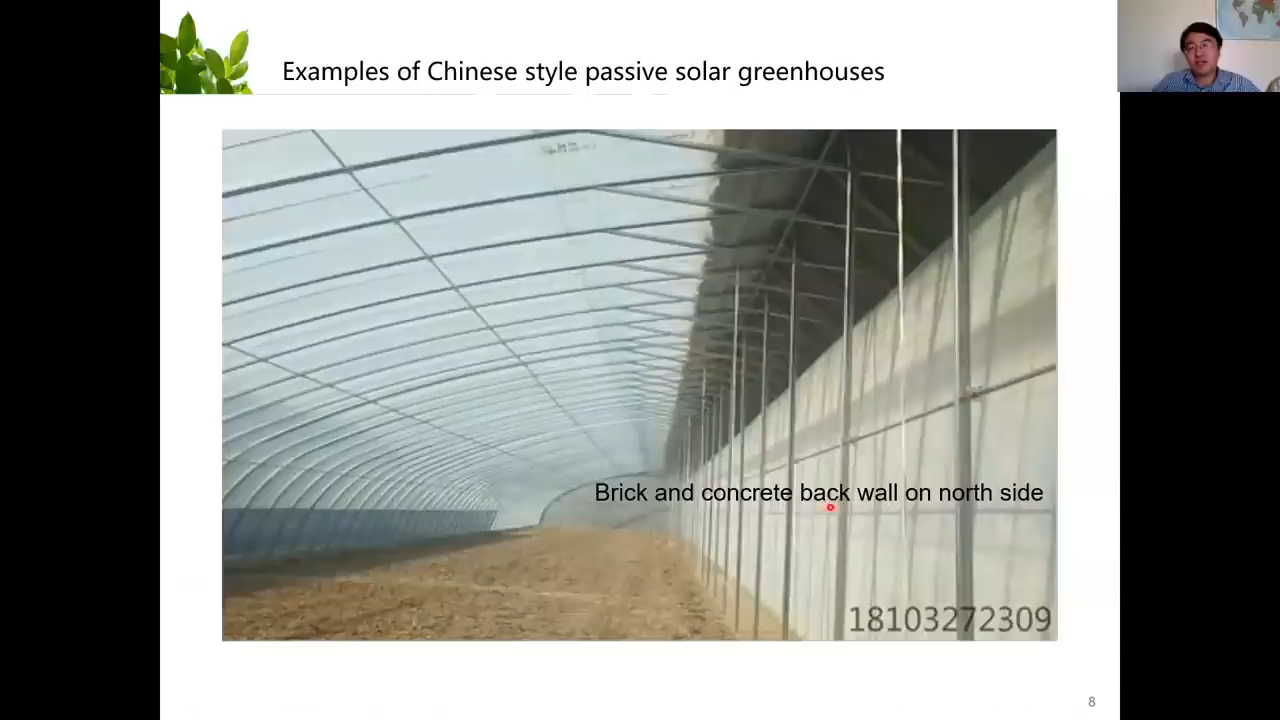 Examples of Chinese style passive solar greenhouses
Brick and concrete back wall on north side
18103272309
8